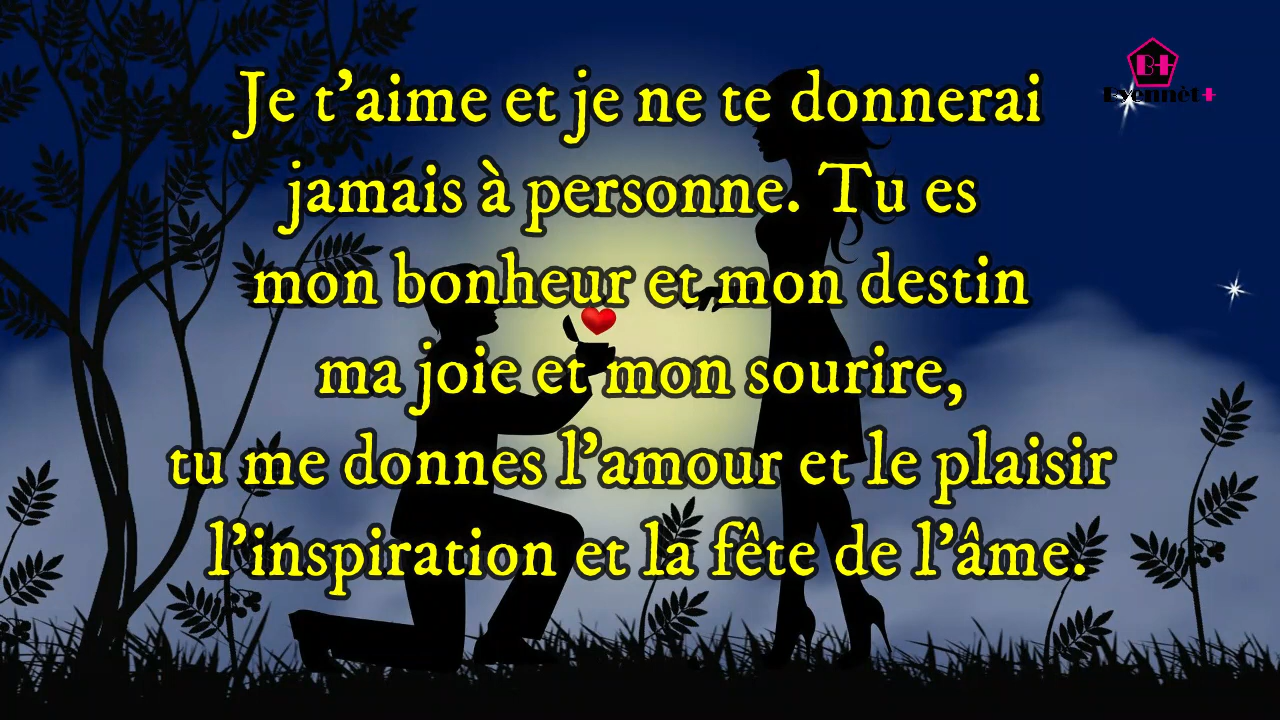 B+
Byennèt+
Je t’aime et je ne te donnerai
jamais à personne. Tu es
mon bonheur et mon destin
ma joie et mon sourire,
tu me donnes l’amour et le plaisir
l’inspiration et la fête de l’âme.